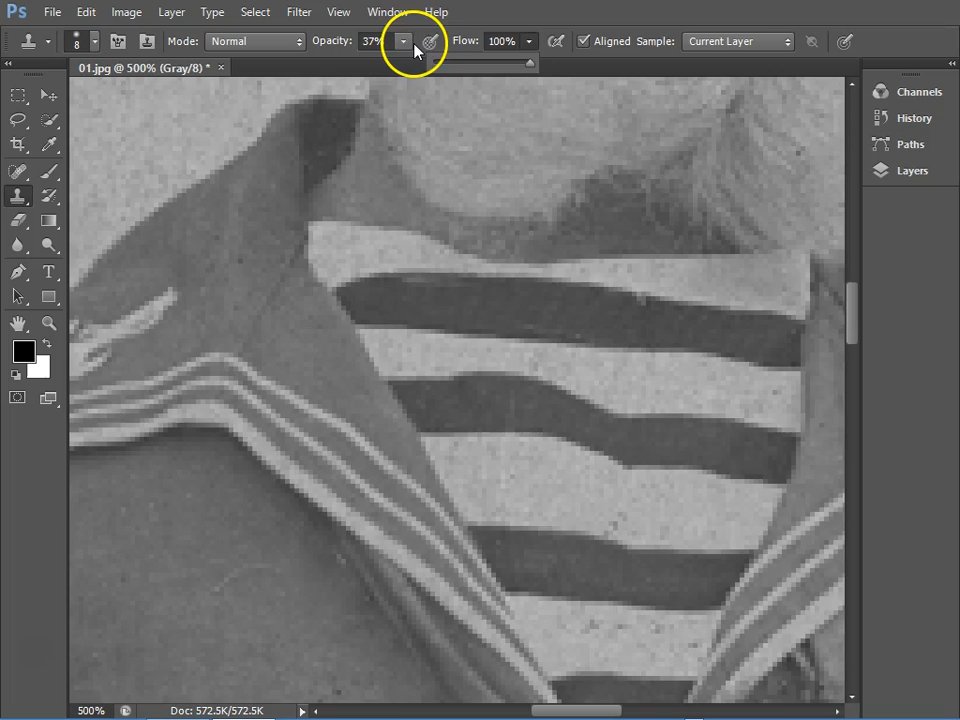 Ps File Edit Image Layer Type Select Filter View Window Help
8 Mode: Normal Opacity: 37% Flow: 100% Aligned Sample: Current Layer
01.jpg @ 500% (Gray/8) * ×
Channels
History
Paths
Layers
T
500% Doc: 572.5K/572.5K